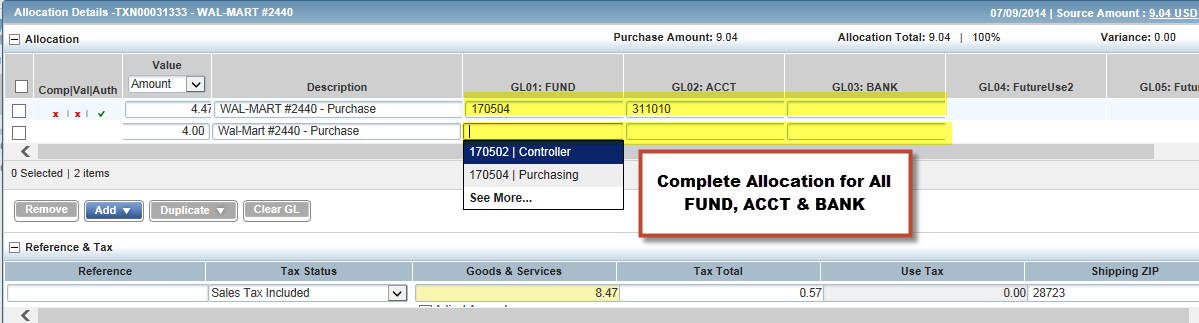 Allocation Details -TXN00031333 - WAL-MART #2440 07/09/2014 | Source Amount : 9.04 USD
Allocation Purchase Amount: 9.04 Allocation Total: 9.04 | 100% Variance: 0.00
Value
Comp|Val|Auth Amount Description GL01: FUND GL02: ACCT GL03: BANK GL04: FutureUse2 GL05: Futu
x | x | ✓ 4.47 WAL-MART #2440 - Purchase 170504 311010
4.00 Wal-Mart #2440 - Purchase
170502 | Controller
170504 | Purchasing
See More...
Complete Allocation for All
FUND, ACCT & BANK
0 Selected | 2 items
Remove Add Duplicate Clear GL
Reference & Tax
Reference Tax Status Goods & Services Tax Total Use Tax Shipping ZIP
Sales Tax Included 8.47 0.57 0.00 28723